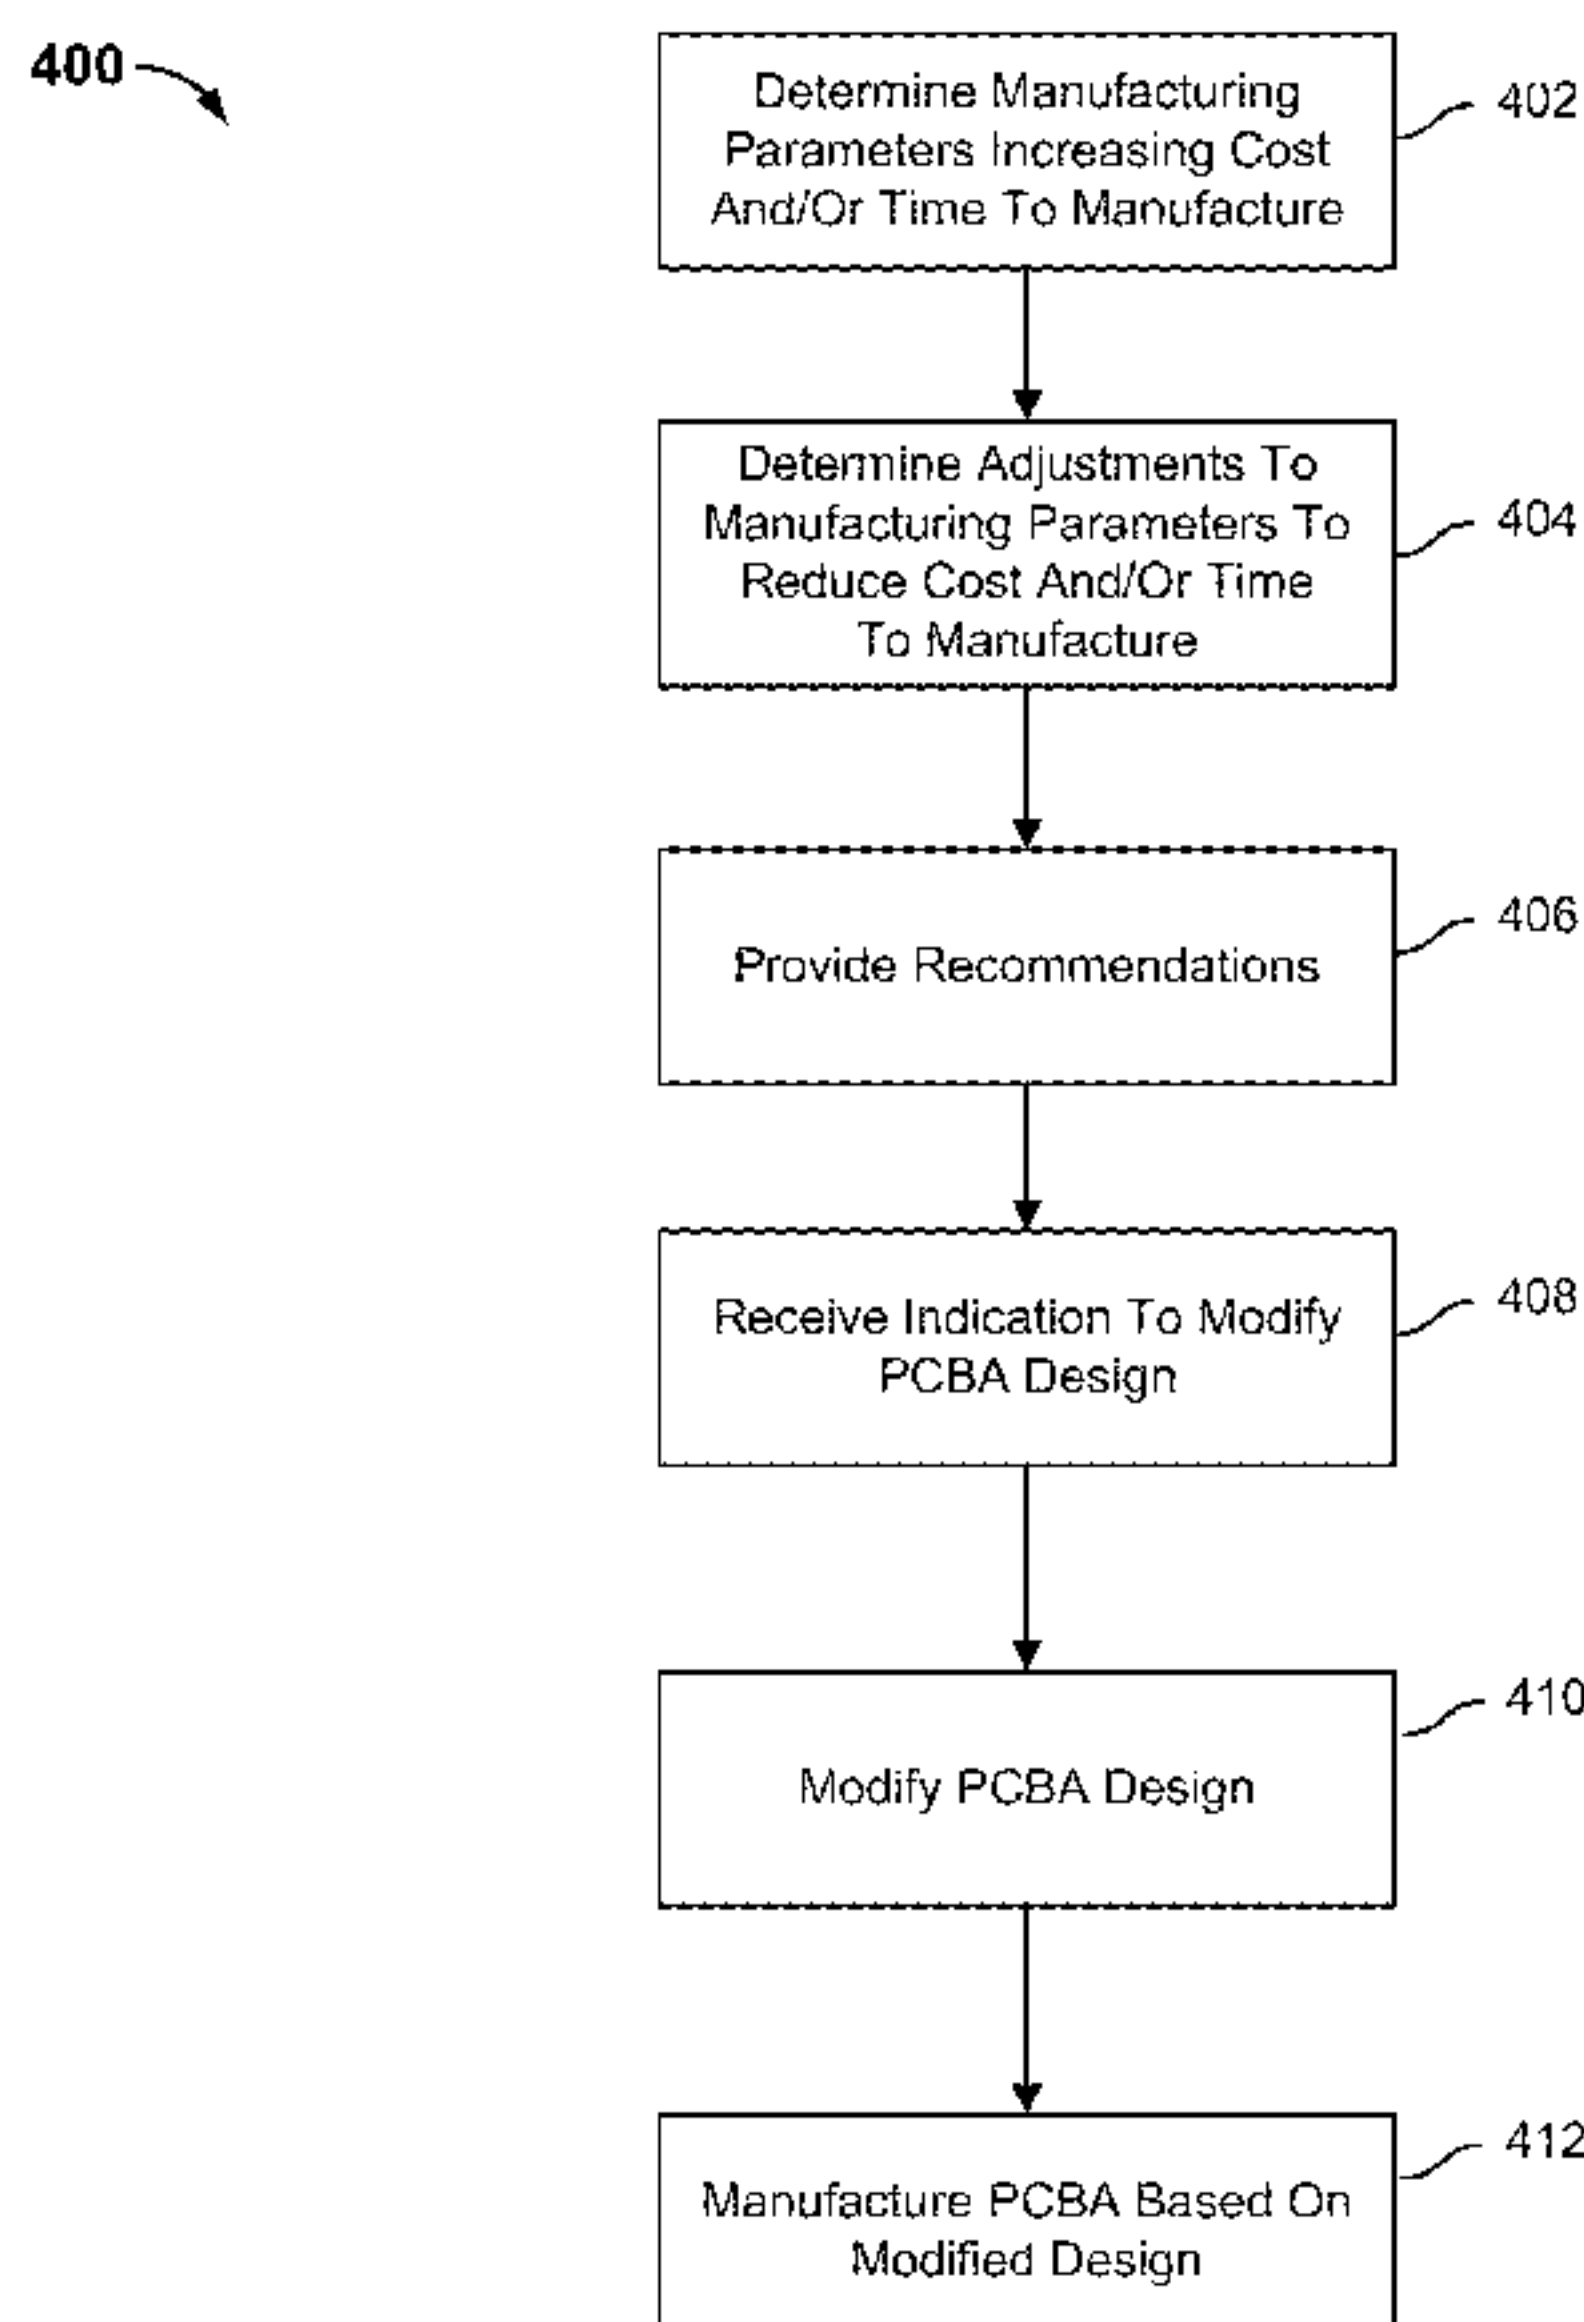 400
Determine Manufacturing
Parameters Increasing Cost
And/Or Time To Manufacture
402
Determine Adjustments To
Manufacturing Parameters To
Reduce Cost And/Or Time
To Manufacture
404
Provide Recommendations
406
Receive Indication To Modify
PCBA Design
408
Modify PCBA Design
410
Manufacture PCBA Based On
Modified Design
412